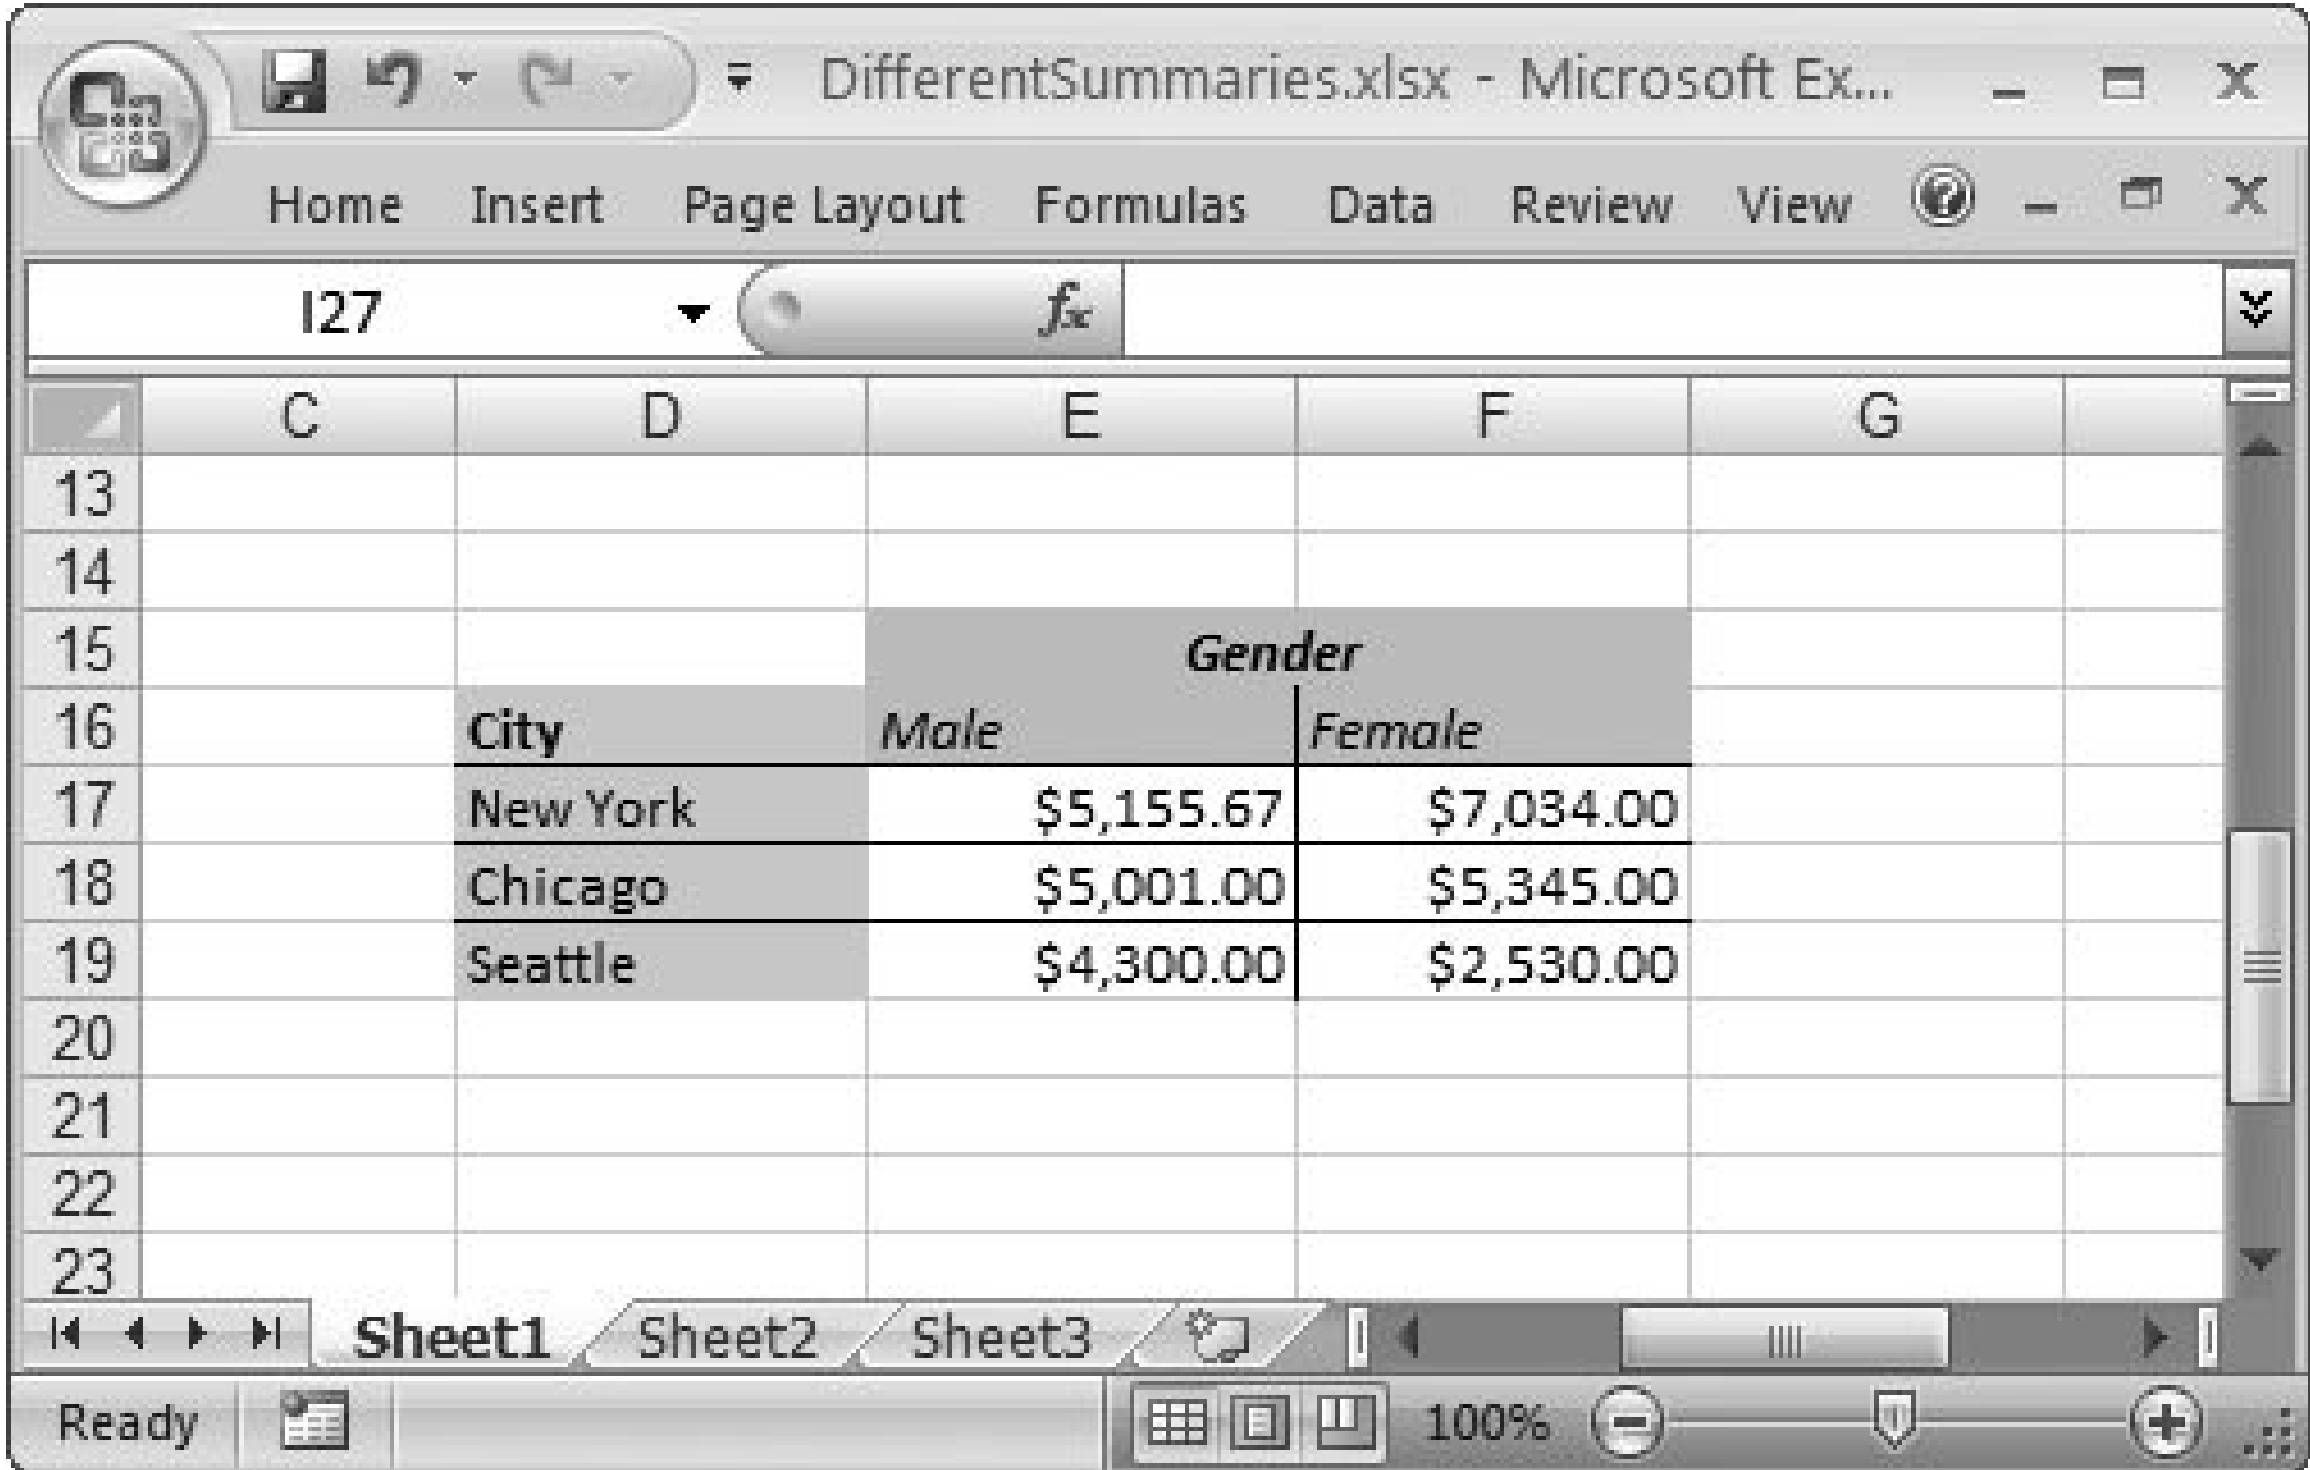 DifferentSummaries.xlsx - Microsoft Ex...
Home Insert Page Layout Formulas Data Review View
I27 fx
C D E F G
13
14
15 Gender
16 City Male Female
17 New York $5,155.67 $7,034.00
18 Chicago $5,001.00 $5,345.00
19 Seattle $4,300.00 $2,530.00
20
21
22
23
Sheet1 Sheet2 Sheet3
Ready 100%